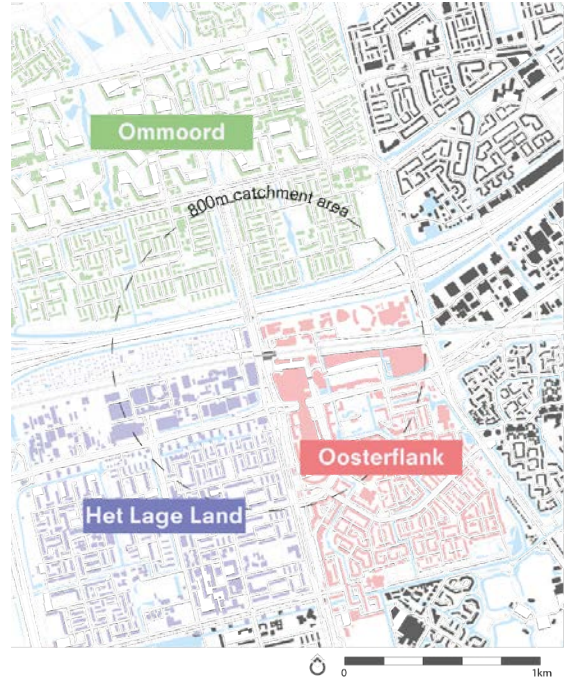 Ommoord
800m catchment area
Oosterflank
Het Lage Land
0 1km